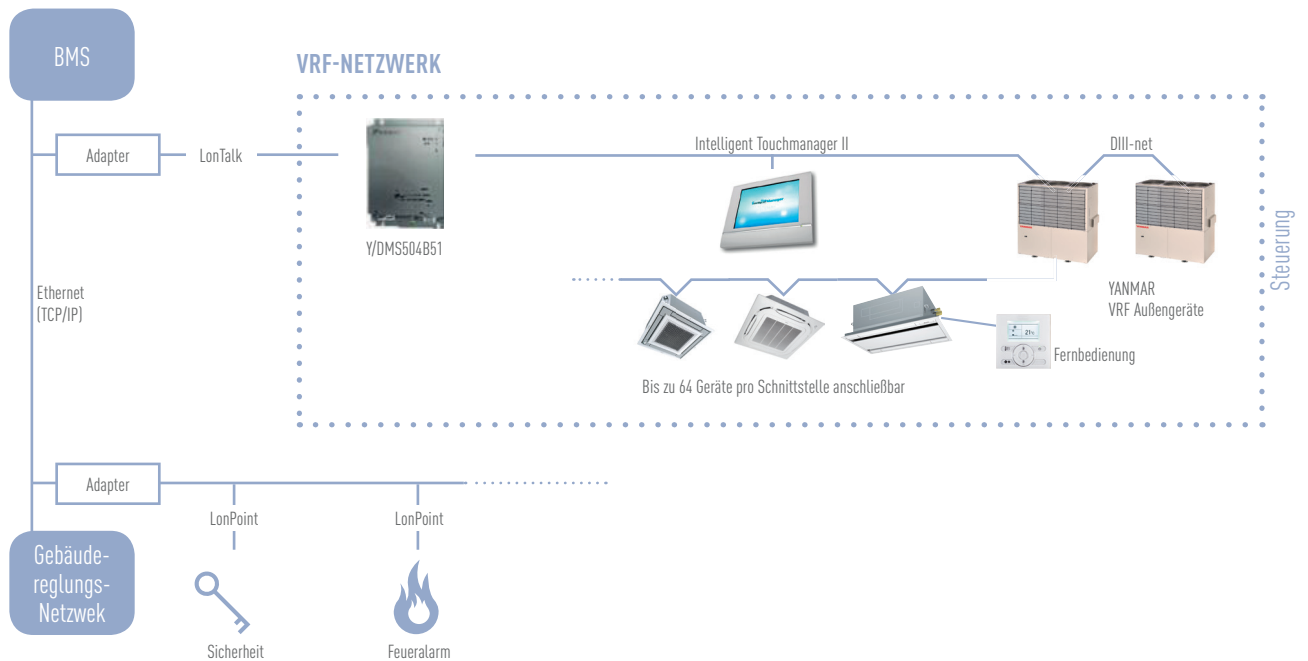 BMS
VRF-NETZWERK
Adapter
LonTalk
Intelligent Touchmanager II
DIII-net
Y/DMS504B51
Steuerung
Ethernet
(TCP/IP)
YANMAR
VRF Außengeräte
21°C
Fernbedienung
Bis zu 64 Geräte pro Schnittstelle anschließbar
Adapter
LonPoint
LonPoint
Gebäude-
reglungs-
Netzwek
Sicherheit
Feueralarm